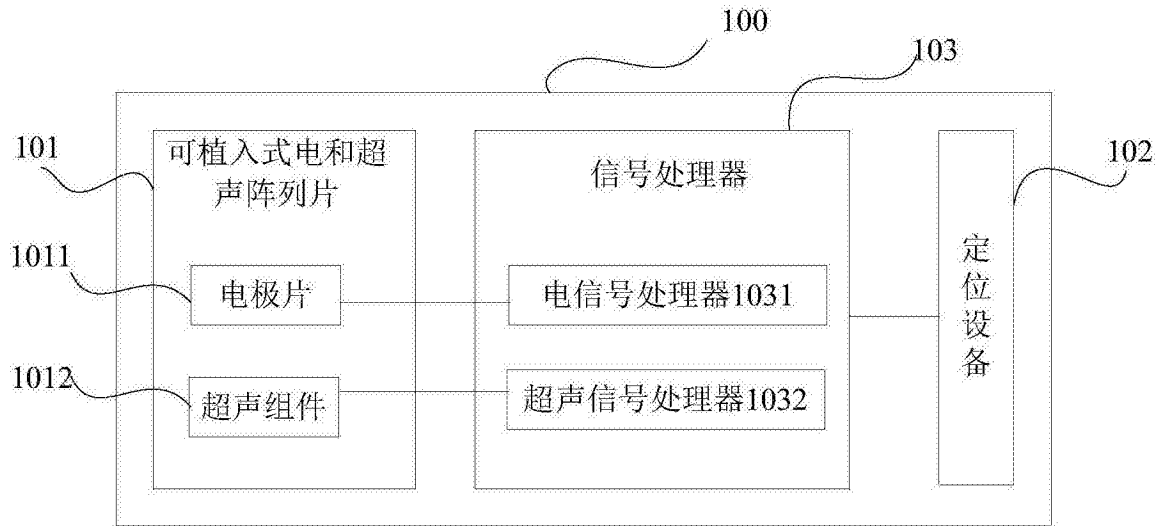 100
103
101
可植入式电和超
声阵列片
信号处理器
102
1011
电极片
电信号处理器1031
定位设备
1012
超声组件
超声信号处理器1032